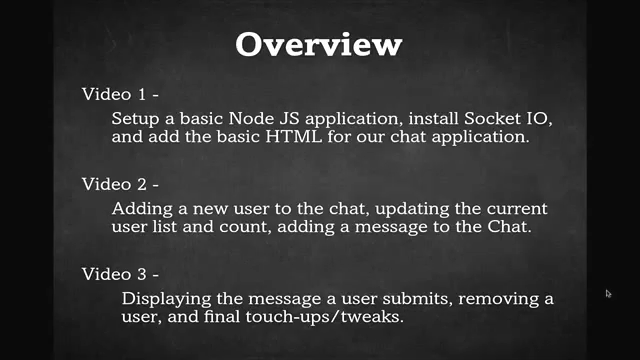 Overview
Video 1 -
Setup a basic Node JS application, install Socket IO,
and add the basic HTML for our chat application.
Video 2 -
Adding a new user to the chat, updating the current
user list and count, adding a message to the Chat.
Video 3 -
Displaying the message a user submits, removing a
user, and final touch-ups/tweaks.